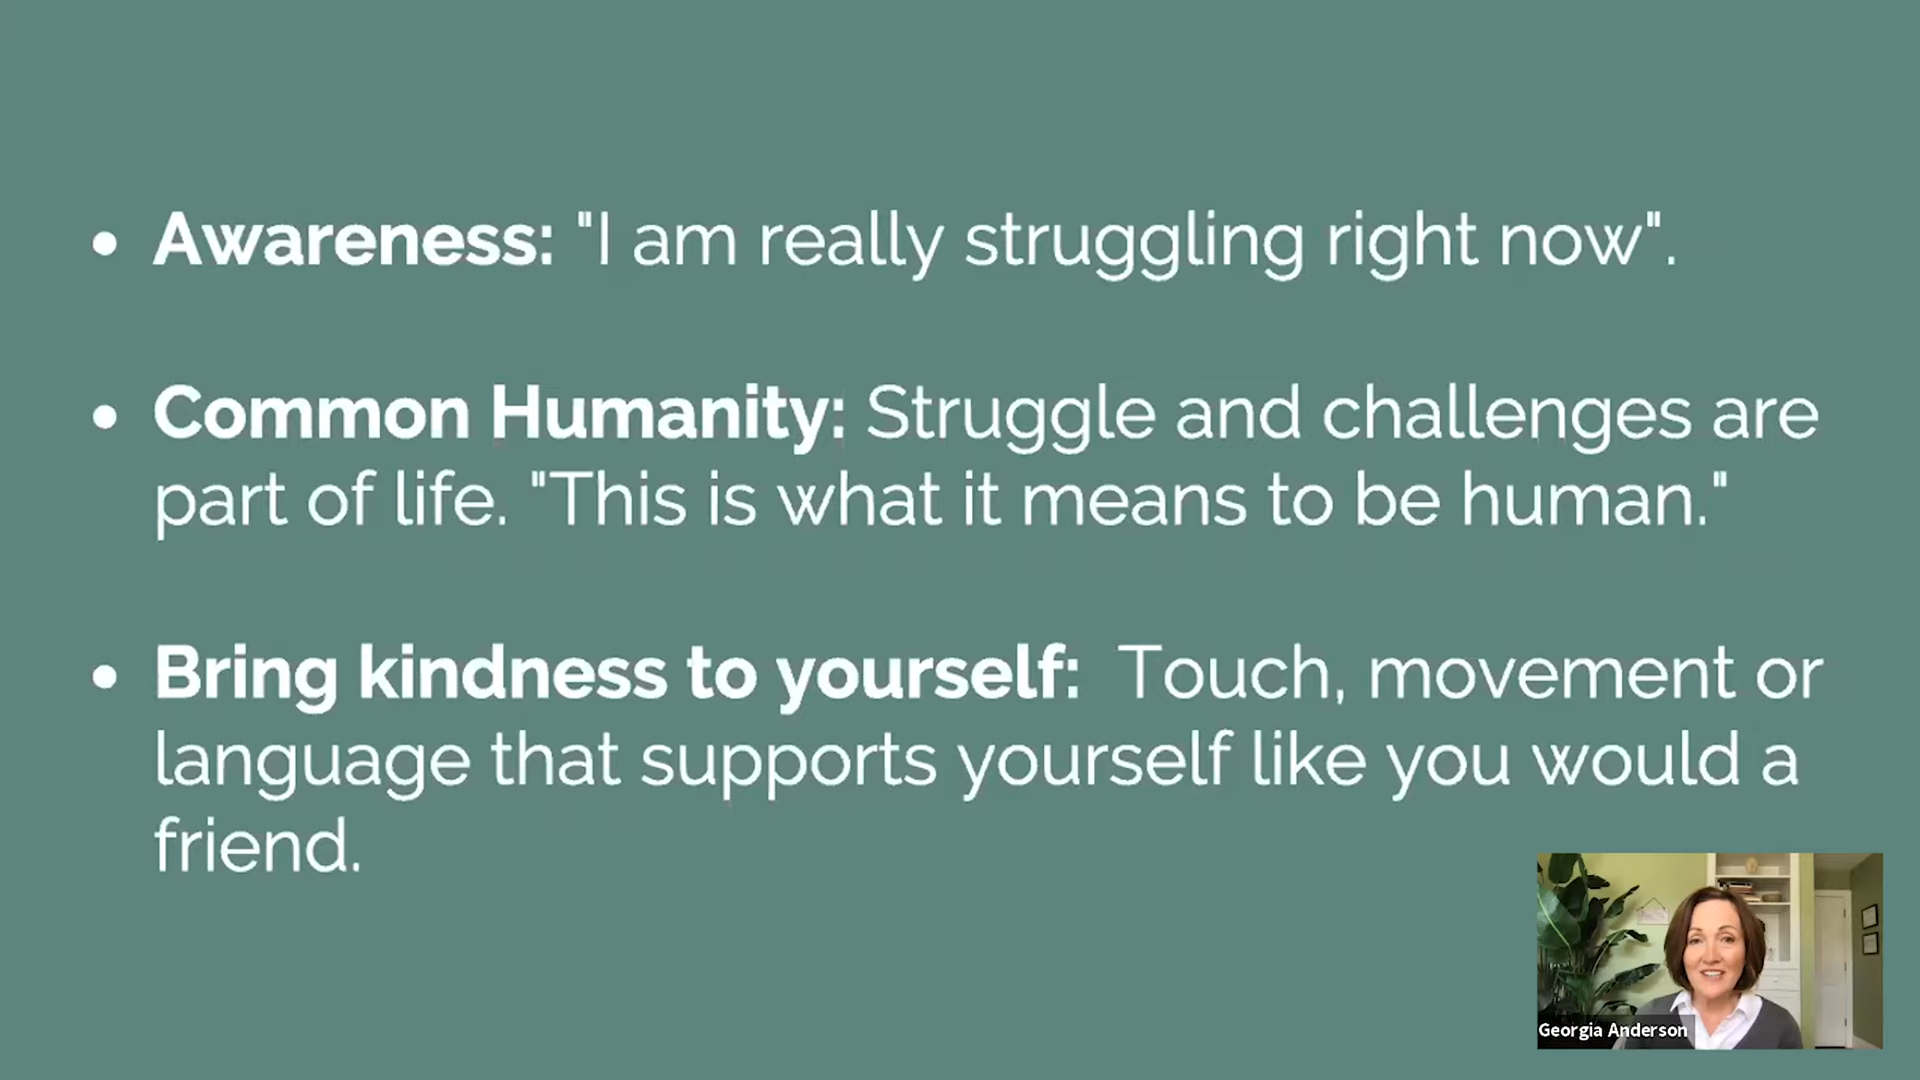 • Awareness: "I am really struggling right now".
• Common Humanity: Struggle and challenges are
part of life. "This is what it means to be human."
• Bring kindness to yourself:  Touch, movement or
language that supports yourself like you would a
friend.
Georgia Anderson